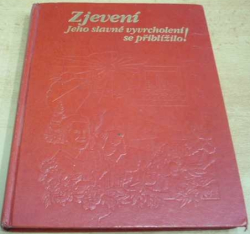 Zjevení
Jeho slavné vyvrcholení
se přiblížilo!